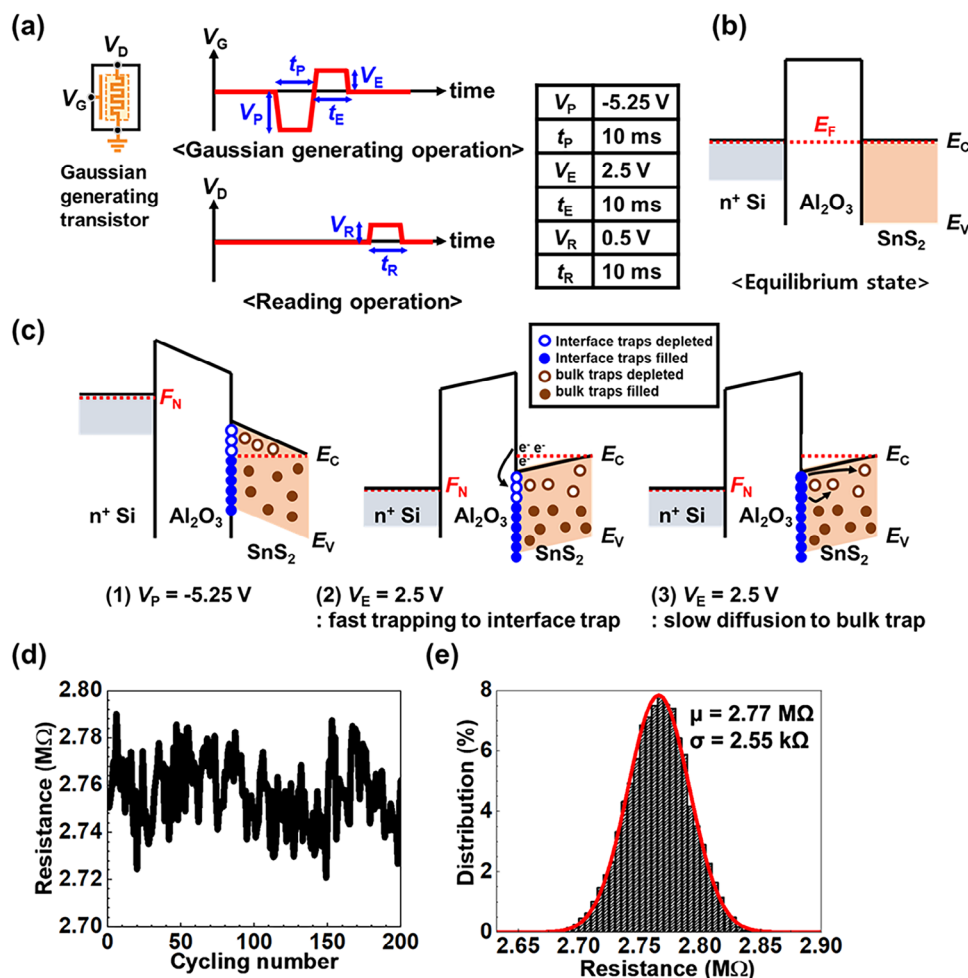 (a)
V_D
V_G
Gaussian
generating
transistor
V_G
t_P
V_E
time
V_P
t_E
<Gaussian generating operation>
V_D
V_R
time
t_R
<Reading operation>
V_P -5.25 V
t_P 10 ms
V_E 2.5 V
t_E 10 ms
V_R 0.5 V
t_R 10 ms
(b)
E_F
E_C
n⁺ Si
Al₂O₃
E_V
SnS₂
<Equilibrium state>
(c)
Interface traps depleted
Interface traps filled
bulk traps depleted
bulk traps filled
F_N
E_C
n⁺ Si
Al₂O₃
E_V
SnS₂
(1) V_P = -5.25 V
e⁻ e⁻
e⁻
E_C
F_N
n⁺ Si
Al₂O₃
E_V
SnS₂
(2) V_E = 2.5 V
: fast trapping to interface trap
E_C
F_N
n⁺ Si
Al₂O₃
E_V
SnS₂
(3) V_E = 2.5 V
: slow diffusion to bulk trap
(d)
Resistance (MΩ)
2.80
2.78
2.76
2.74
2.72
2.70
0 50 100 150 200
Cycling number
(e)
Distribution (%)
8
6
4
2
0
μ = 2.77 MΩ
σ = 2.55 kΩ
2.65 2.70 2.75 2.80 2.85 2.90
Resistance (MΩ)